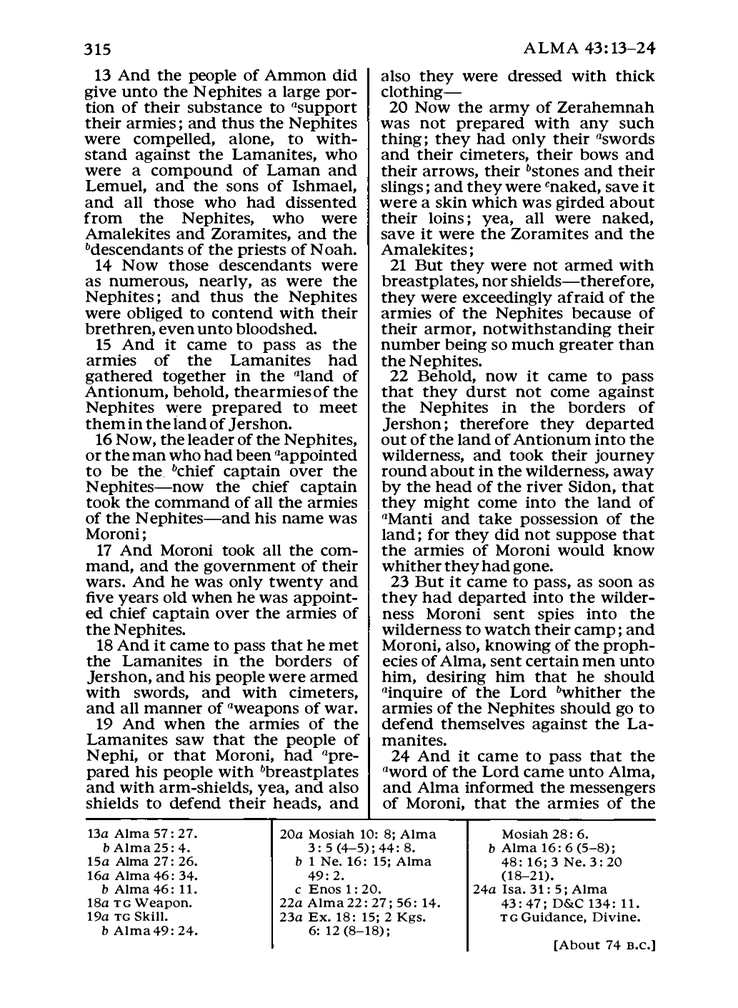 315
ALMA 43:13–24
13 And the people of Ammon did
give unto the Nephites a large por-
tion of their substance to asupport
their armies; and thus the Nephites
were compelled, alone, to with-
stand against the Lamanites, who
were a compound of Laman and
Lemuel, and the sons of Ishmael,
and all those who had dissented
from the Nephites, who were
Amalekites and Zoramites, and the
bdescendants of the priests of Noah.
14 Now those descendants were
as numerous, nearly, as were the
Nephites; and thus the Nephites
were obliged to contend with their
brethren, even unto bloodshed.
15 And it came to pass as the
armies of the Lamanites had
gathered together in the aland of
Antionum, behold, the armies of the
Nephites were prepared to meet
them in the land of Jershon.
16 Now, the leader of the Nephites,
or the man who had been aappointed
to be the bchief captain over the
Nephites—now the chief captain
took the command of all the armies
of the Nephites—and his name was
Moroni;
17 And Moroni took all the com-
mand, and the government of their
wars. And he was only twenty and
five years old when he was appoint-
ed chief captain over the armies of
the Nephites.
18 And it came to pass that he met
the Lamanites in the borders of
Jershon, and his people were armed
with swords, and with cimeters,
and all manner of aweapons of war.
19 And when the armies of the
Lamanites saw that the people of
Nephi, or that Moroni, had apre-
pared his people with bbreastplates
and with arm-shields, yea, and also
shields to defend their heads, and
also they were dressed with thick
clothing—
20 Now the army of Zerahemnah
was not prepared with any such
thing; they had only their aswords
and their cimeters, their bows and
their arrows, their bstones and their
slings; and they were cnaked, save it
were a skin which was girded about
their loins; yea, all were naked,
save it were the Zoramites and the
Amalekites;
21 But they were not armed with
breastplates, nor shields—therefore,
they were exceedingly afraid of the
armies of the Nephites because of
their armor, notwithstanding their
number being so much greater than
the Nephites.
22 Behold, now it came to pass
that they durst not come against
the Nephites in the borders of
Jershon; therefore they departed
out of the land of Antionum into the
wilderness, and took their journey
round about in the wilderness, away
by the head of the river Sidon, that
they might come into the land of
aManti and take possession of the
land; for they did not suppose that
the armies of Moroni would know
whither they had gone.
23 But it came to pass, as soon as
they had departed into the wilder-
ness Moroni sent spies into the
wilderness to watch their camp; and
Moroni, also, knowing of the proph-
ecies of Alma, sent certain men unto
him, desiring him that he should
ainquire of the Lord bwhither the
armies of the Nephites should go to
defend themselves against the La-
manites.
24 And it came to pass that the
aword of the Lord came unto Alma,
and Alma informed the messengers
of Moroni, that the armies of the
13a Alma 57:27.
b Alma 25:4.
15a Alma 27:26.
16a Alma 46:34.
b Alma 46:11.
18a TG Weapon.
19a TG Skill.
b Alma 49:24.
20a Mosiah 10:8; Alma
3:5 (4–5); 44:8.
b 1 Ne. 16:15; Alma
49:2.
c Enos 1:20.
22a Alma 22:27; 56:14.
23a Ex. 18:15; 2 Kgs.
6:12 (8–18);
Mosiah 28:6.
b Alma 16:6 (5–8);
48:16; 3 Ne. 3:20
(18–21).
24a Isa. 31:5; Alma
43:47; D&C 134:11.
TG Guidance, Divine.
[About 74 B.C.]